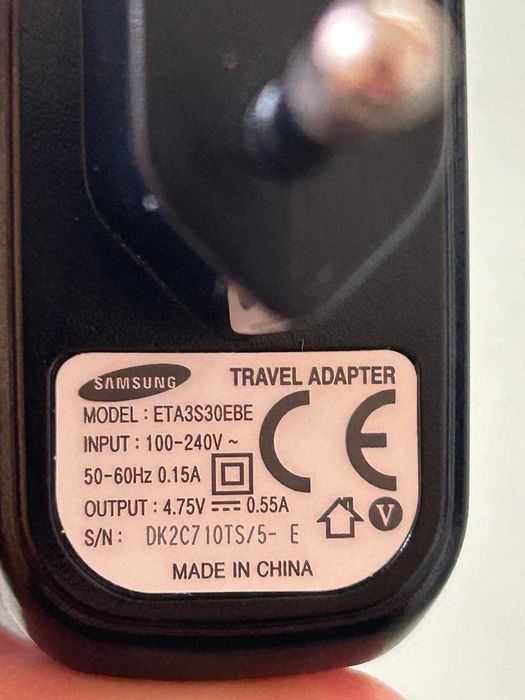 SAMSUNG TRAVEL ADAPTER
MODEL : ETA3S30EBE
INPUT : 100-240V ~
50-60Hz 0.15A
OUTPUT : 4.75V ⎓ 0.55A
S/N : DK2C710TS/5- E
CE
V
MADE IN CHINA